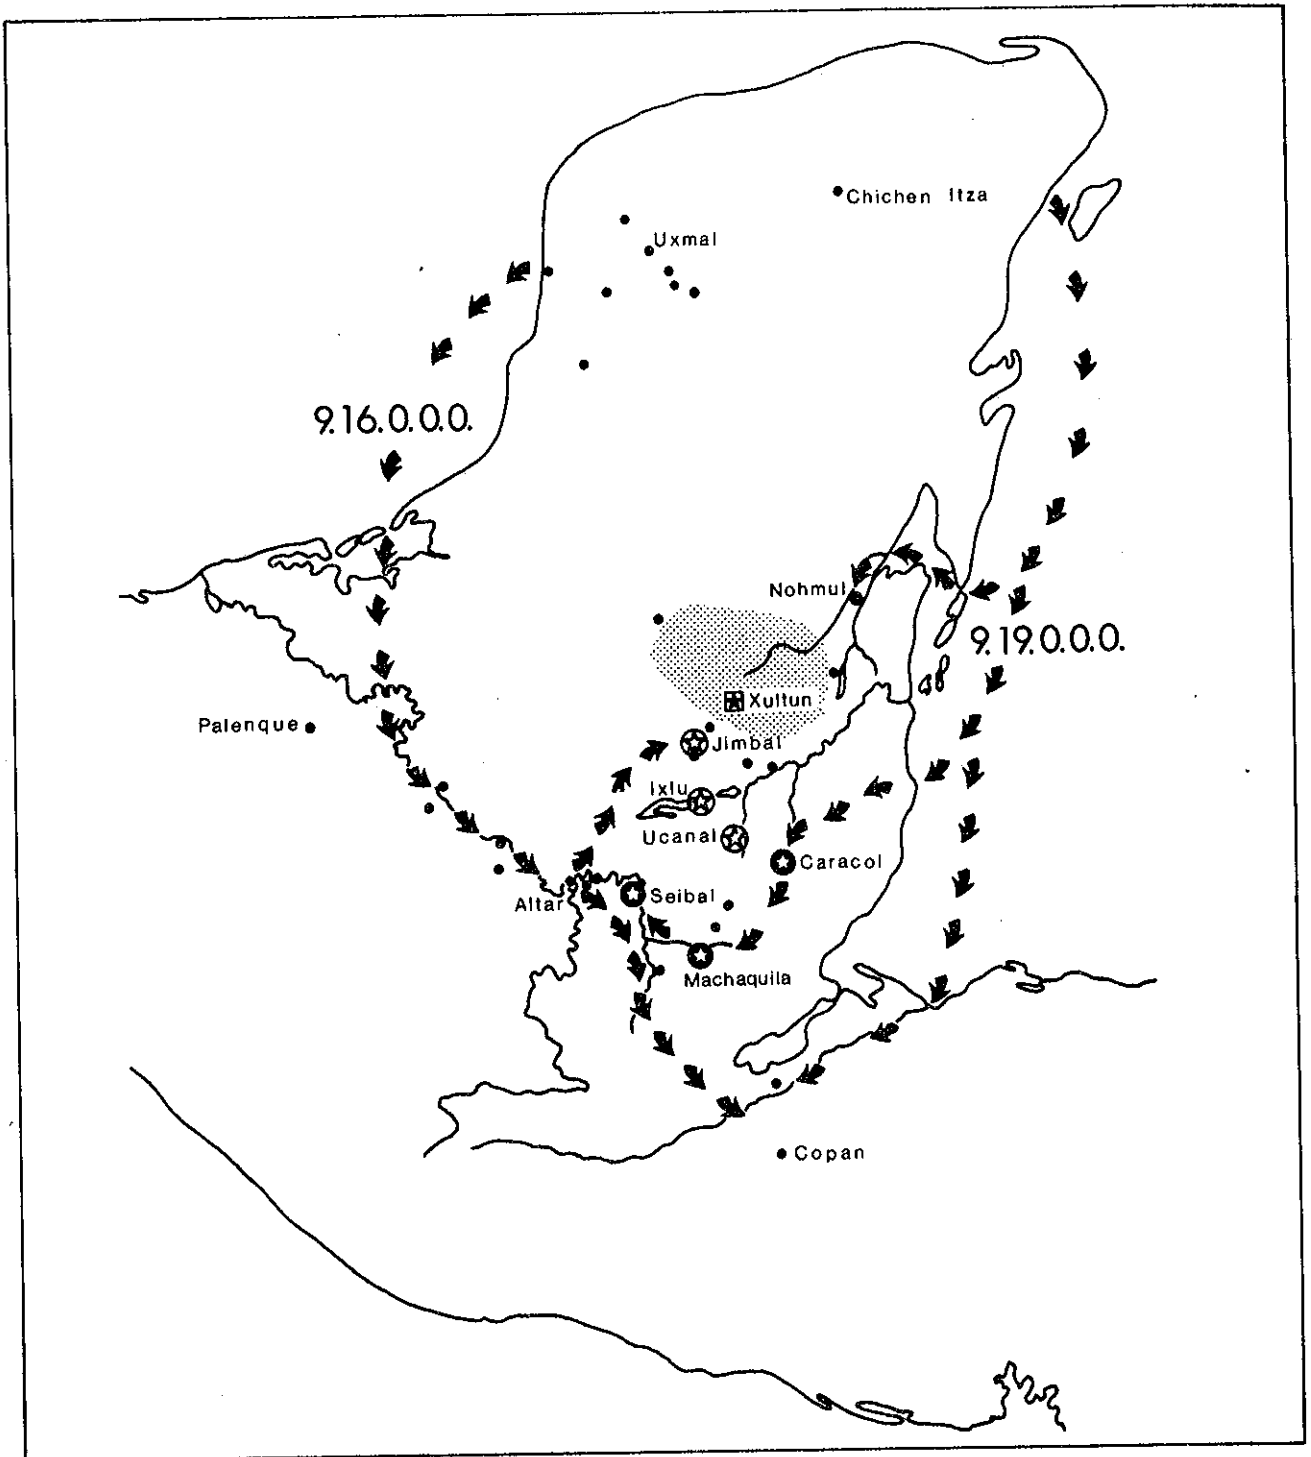 Chichen Itza
Uxmal
9.16.0.0.0.
Nohmul
9.19.0.0.0.
Xultun
Palenque
Jimbal
Ixlu
Ucanal
Caracol
Seibal
Altar
Machaquila
Copan